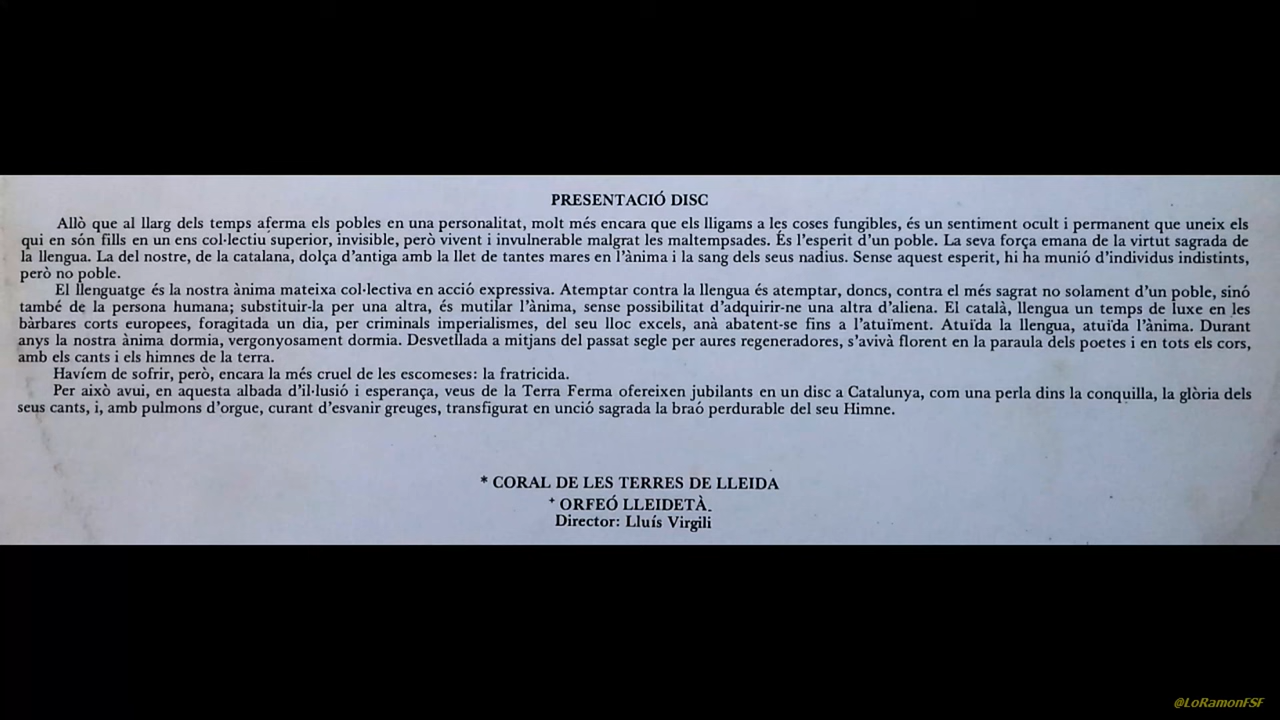 PRESENTACIÓ DISC
Allò que al llarg dels temps aferma els pobles en una personalitat, molt més encara que els lligams a les coses fungibles, és un sentiment ocult i permanent que uneix els
qui en són fills en un ens col·lectiu superior, invisible, però vivent i invulnerable malgrat les maltempsades. És l'esperit d'un poble. La seva força emana de la virtut sagrada de
la llengua. La del nostre, de la catalana, dolça d'antiga amb la llet de tantes mares en l'ànima i la sang dels seus nadius. Sense aquest esperit, hi ha munió d'individus indistints,
però no poble.
El llenguatge és la nostra ànima mateixa col·lectiva en acció expressiva. Atemptar contra la llengua és atemptar, doncs, contra el més sagrat no solament d'un poble, sinó
també de la persona humana; substituir-la per una altra, és mutilar l'ànima, sense possibilitat d'adquirir-ne una altra d'aliena. El català, llengua un temps de luxe en les
bàrbares corts europees, foragitada un dia, per criminals imperialismes, del seu lloc excels, anà abatent-se fins a l'atuïment. Atuïda la llengua, atuïda l'ànima. Durant
anys la nostra ànima dormia, vergonyosament dormia. Desvetllada a mitjans del passat segle per aures regeneradores, s'avivà florent en la paraula dels poetes i en tots els cors,
amb els cants i els himnes de la terra.
Havíem de sofrir, però, encara la més cruel de les escomeses: la fratricida.
Per això avui, en aquesta albada d'il·lusió i esperança, veus de la Terra Ferma ofereixen jubilants en un disc a Catalunya, com una perla dins la conquilla, la glòria dels
seus cants, i, amb pulmons d'orgue, curant d'esvanir greuges, transfigurat en unció sagrada la braó perdurable del seu Himne.
* CORAL DE LES TERRES DE LLEIDA
+ ORFEÓ LLEIDETÀ.
Director: Lluís Virgili
@LoRamonFSF